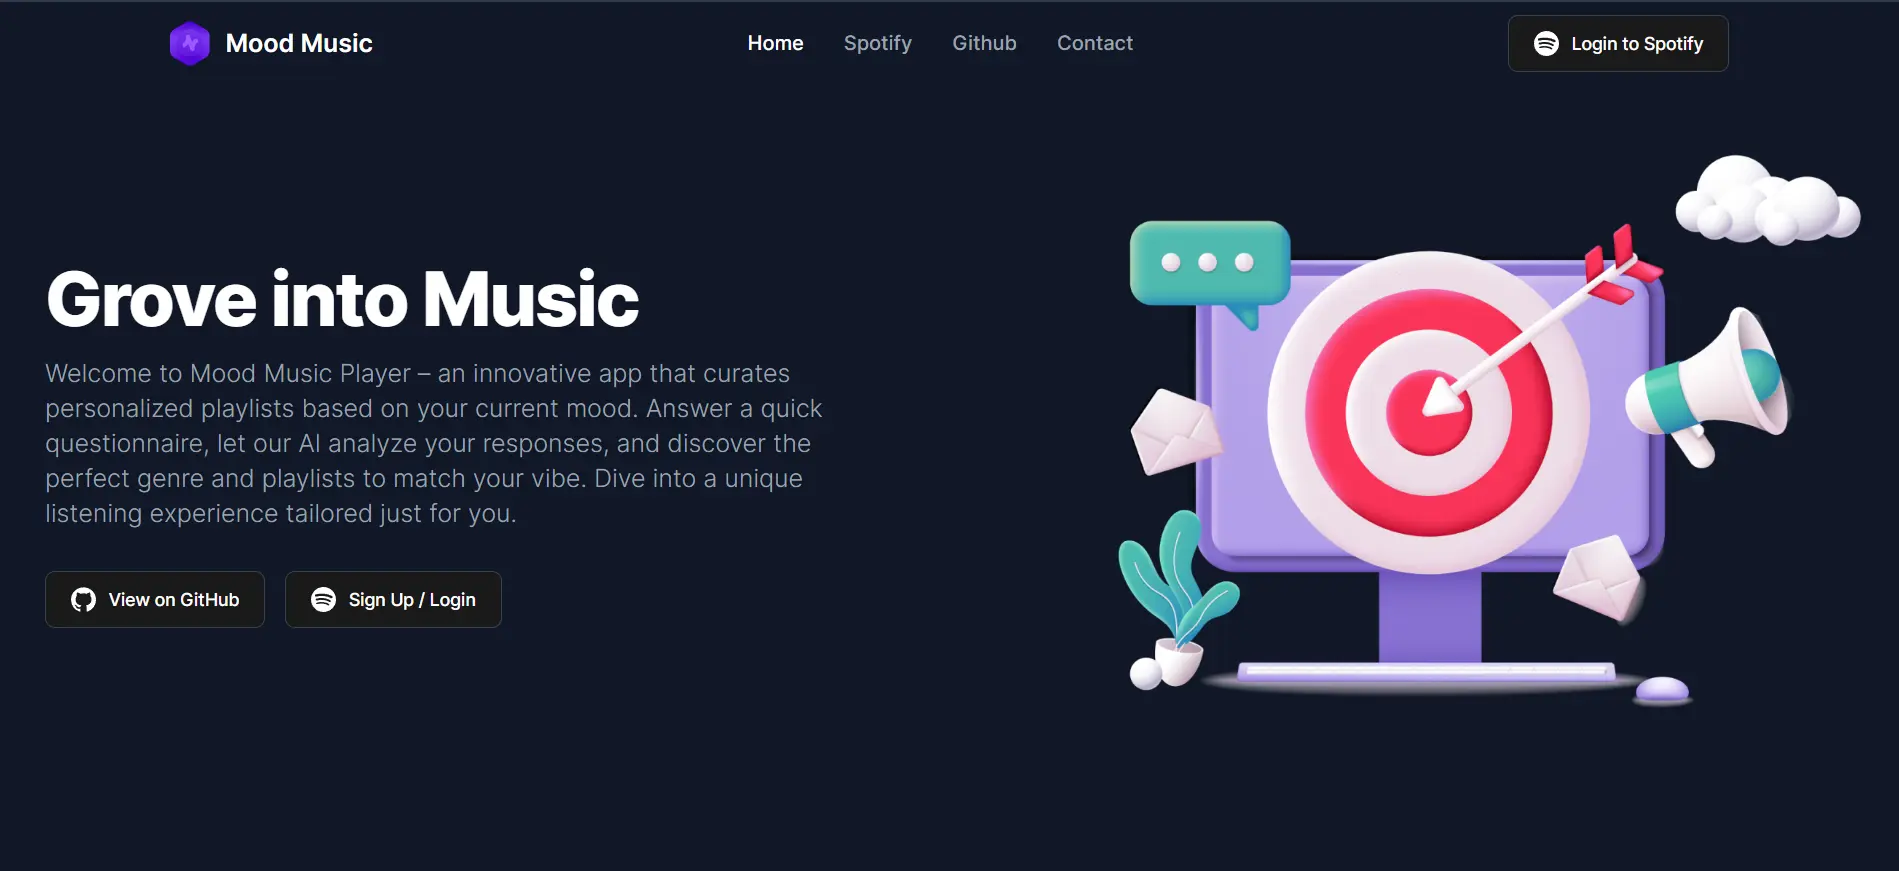 Mood Music
Home Spotify Github Contact
Login to Spotify
Grove into Music
Welcome to Mood Music Player – an innovative app that curates
personalized playlists based on your current mood. Answer a quick
questionnaire, let our AI analyze your responses, and discover the
perfect genre and playlists to match your vibe. Dive into a unique
listening experience tailored just for you.
View on GitHub
Sign Up / Login